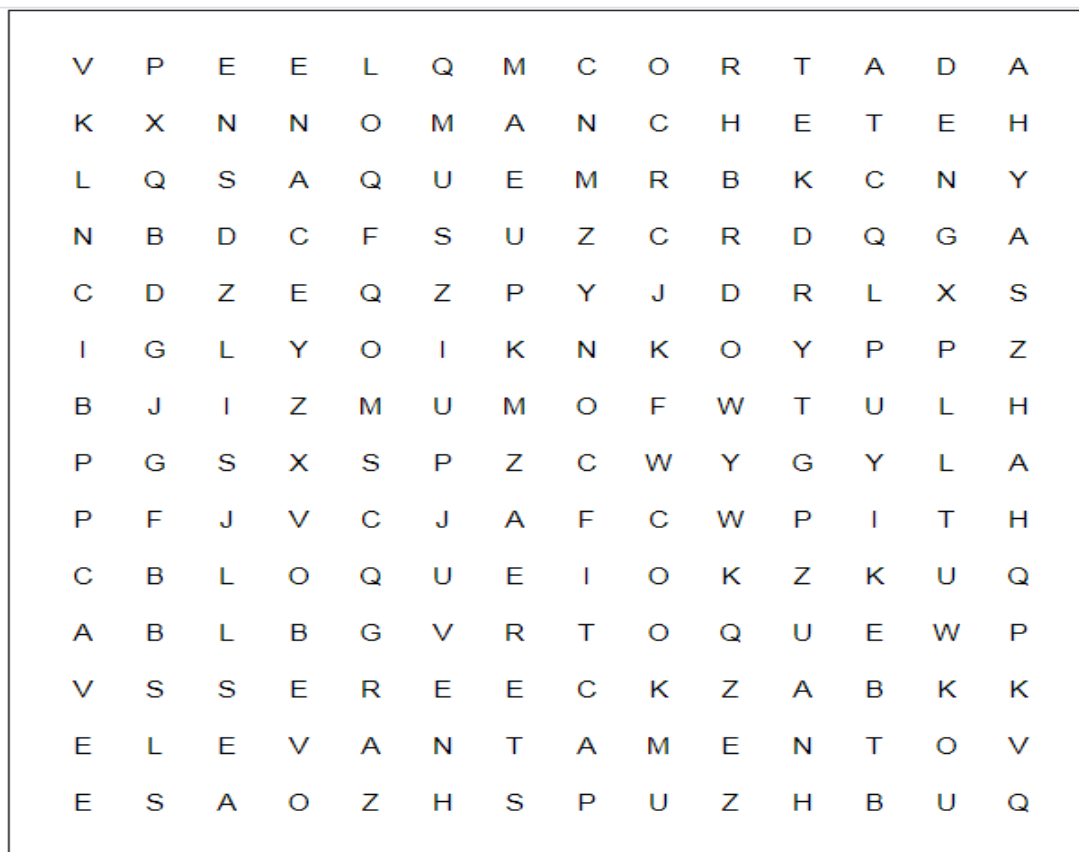 V P E E L Q M C O R T A D A
K X N N O M A N C H E T E H
L Q S A Q U E M R B K C N Y
N B D C F S U Z C R D Q G A
C D Z E Q Z P Y J D R L X S
I G L Y O I K N K O Y P P Z
B J I Z M U M O F W T U L H
P G S X S P Z C W Y G Y L A
P F J V C J A F C W P I T H
C B L O Q U E I O K Z K U Q
A B L B G V R T O Q U E W P
V S S E R E E C K Z A B K K
E L E V A N T A M E N T O V
E S A O Z H S P U Z H B U Q